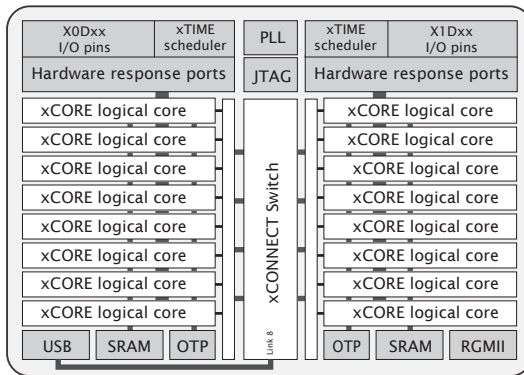 X0Dxx
I/O pins
xTIME
scheduler
PLL
xTIME
scheduler
X1Dxx
I/O pins
Hardware response ports
JTAG
Hardware response ports
xCORE logical core
xCORE logical core
xCORE logical core
xCORE logical core
xCORE logical core
xCORE logical core
xCORE logical core
xCORE logical core
xCONNECT Switch
Link 8
xCORE logical core
xCORE logical core
xCORE logical core
xCORE logical core
xCORE logical core
xCORE logical core
xCORE logical core
xCORE logical core
USB
SRAM
OTP
OTP
SRAM
RGMII